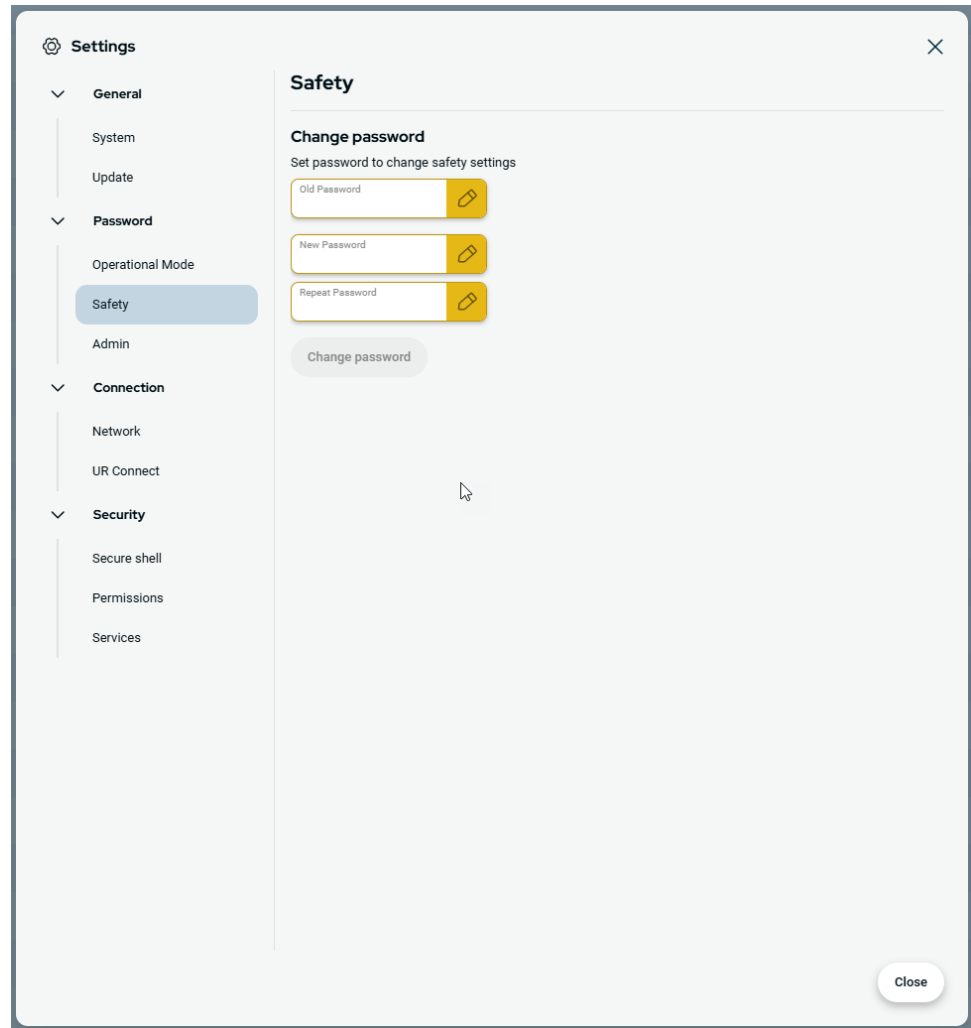 Settings
General
System
Update
Password
Operational Mode
Safety
Admin
Connection
Network
UR Connect
Security
Secure shell
Permissions
Services
Safety
Change password
Set password to change safety settings
Old Password
New Password
Repeat Password
Change password
Close